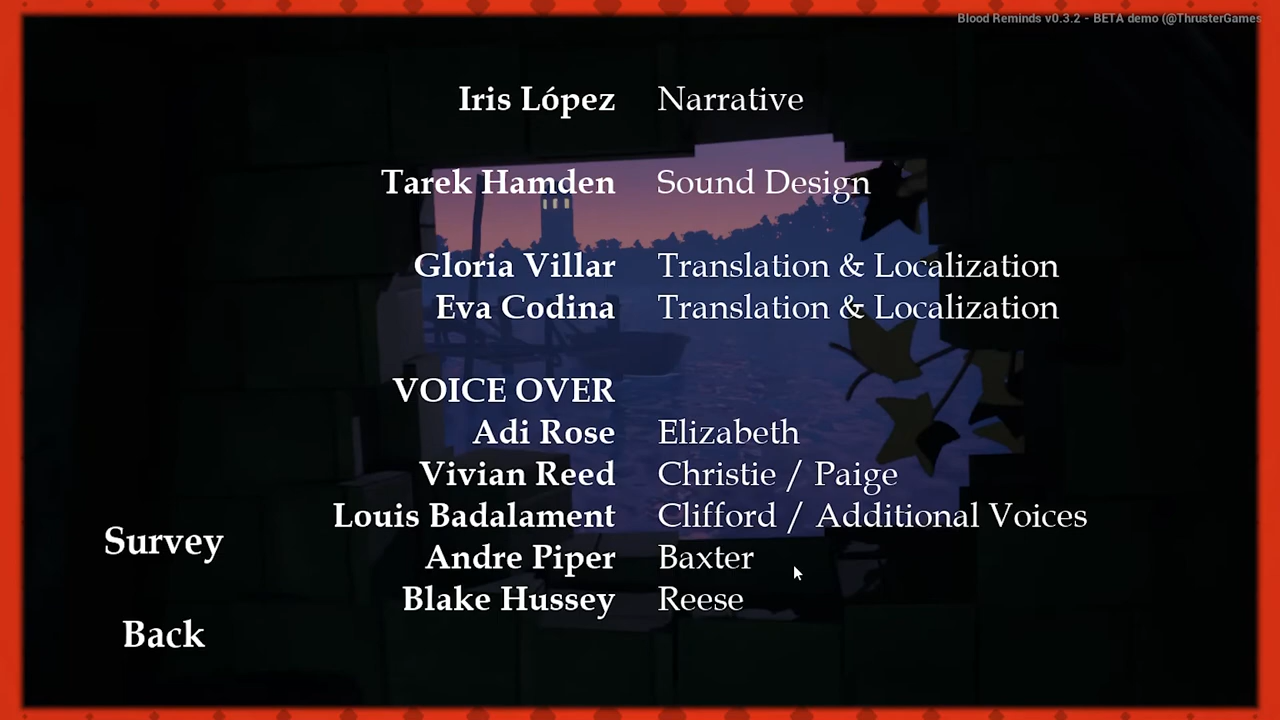 Blood Reminds v0.3.2 - BETA demo (@ThrusterGames
Iris López Narrative
Tarek Hamden Sound Design
Gloria Villar Translation & Localization
Eva Codina Translation & Localization
VOICE OVER
Adi Rose Elizabeth
Vivian Reed Christie / Paige
Louis Badalament Clifford / Additional Voices
Andre Piper Baxter
Blake Hussey Reese
Survey
Back